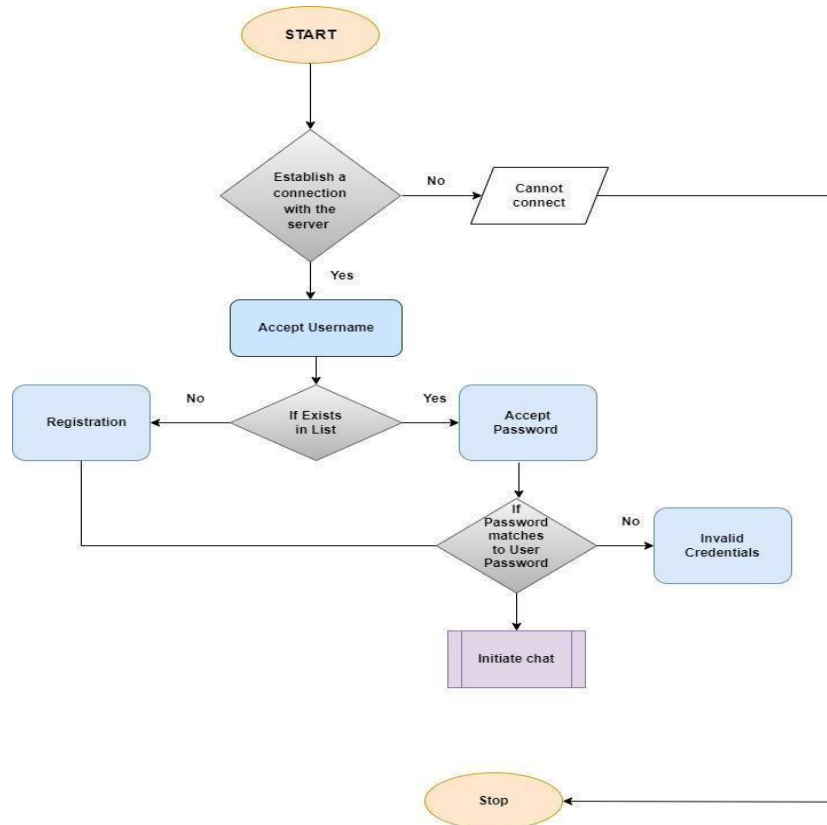 START
Establish a
connection
with the
server
No
Cannot
connect
Yes
Accept Username
No
Yes
Registration
If Exists
in List
Accept
Password
If
Password
matches
to User
Password
No
Invalid
Credentials
Initiate chat
Stop